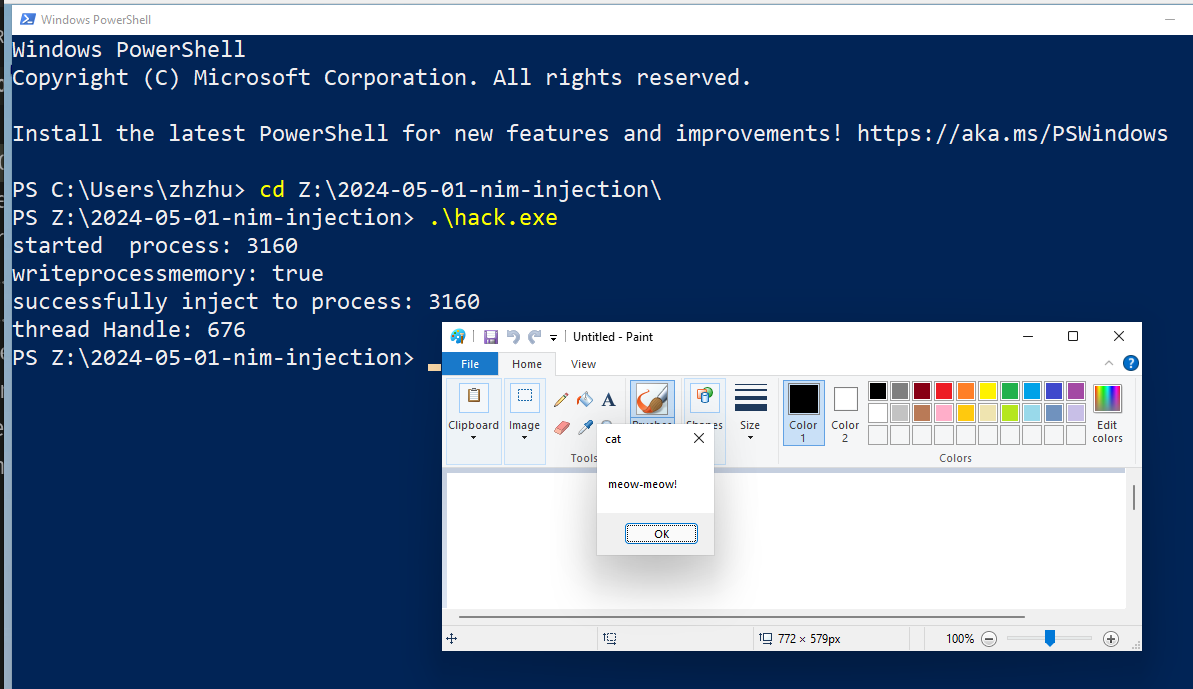 Windows PowerShell
Windows PowerShell
Copyright (C) Microsoft Corporation. All rights reserved.
Install the latest PowerShell for new features and improvements! https://aka.ms/PSWindows
PS C:\Users\zhzhu> cd Z:\2024-05-01-nim-injection\
PS Z:\2024-05-01-nim-injection> .\hack.exe
started  process: 3160
writeprocessmemory: true
successfully inject to process: 3160
thread Handle: 676
PS Z:\2024-05-01-nim-injection>
Untitled - Paint
File Home View
Clipboard Image Size Color 1 Color 2 Edit colors
Tools Colors
cat
meow-meow!
OK
772 × 579px 100%